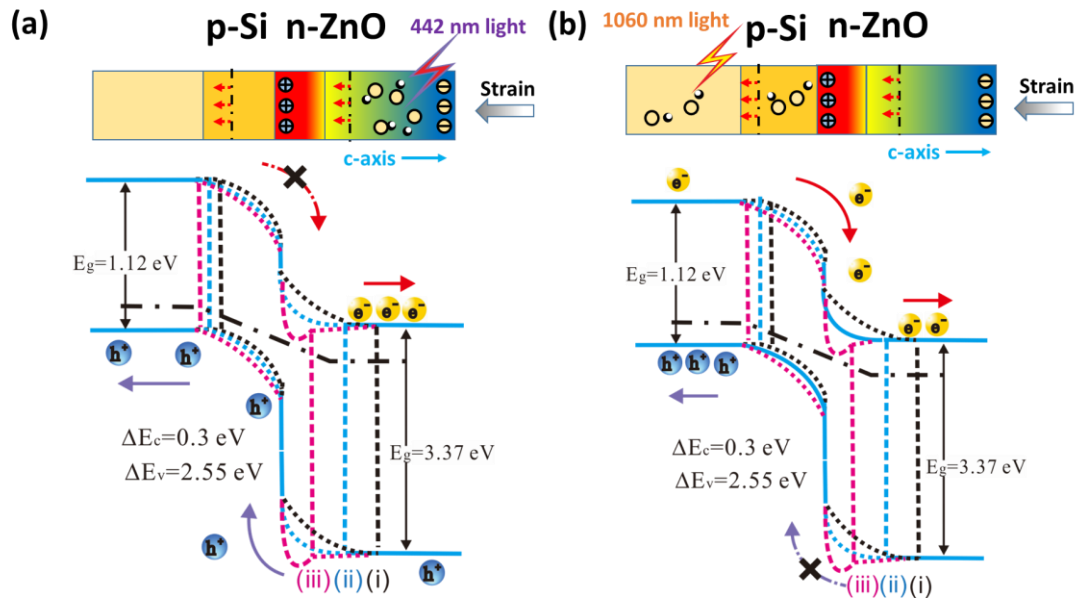 (a)
p-Si n-ZnO
442 nm light
Strain
c-axis
Eg=1.12 eV
e- e- e-
h+ h+
h+
ΔEc=0.3 eV
ΔEv=2.55 eV
Eg=3.37 eV
h+
h+
(iii)(ii)(i)
(b)
1060 nm light
p-Si n-ZnO
Strain
c-axis
e-
e-
e-
Eg=1.12 eV
e- e-
h+ h+ h+
ΔEc=0.3 eV
ΔEv=2.55 eV
Eg=3.37 eV
(iii)(ii)(i)